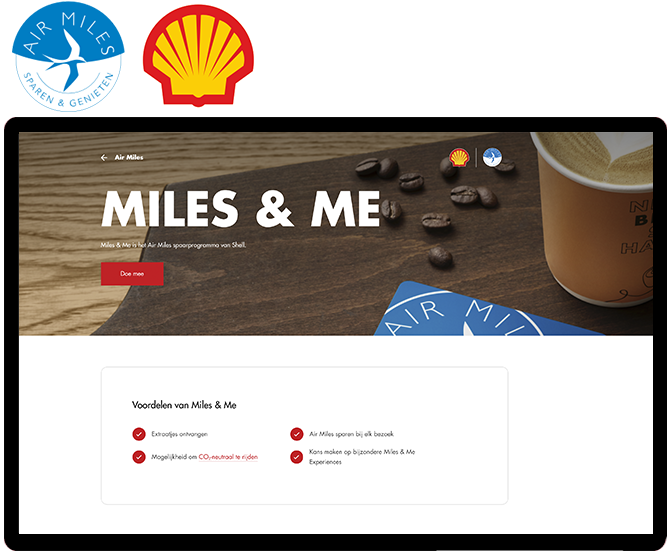 AIR MILES
SPAREN & GENIETEN
← Air Miles
MILES & ME
Miles & Me is het Air Miles spaarprogramma van Shell.
Doe mee
AIR MILES
Voordelen van Miles & Me
Extraatjes ontvangen
Air Miles sparen bij elk bezoek
Mogelijkheid om CO₂-neutraal te rijden
Kans maken op bijzondere Miles & Me
Experiences